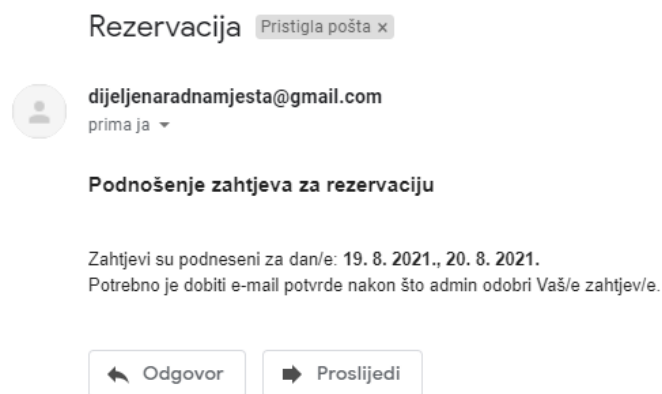 Rezervacija Pristigla pošta ×
dijeljenaradnamjesta@gmail.com
prima ja
Podnošenje zahtjeva za rezervaciju
Zahtjevi su podneseni za dan/e: 19. 8. 2021., 20. 8. 2021.
Potrebno je dobiti e-mail potvrde nakon što admin odobri Vaš/e zahtjev/e.
Odgovor Proslijedi